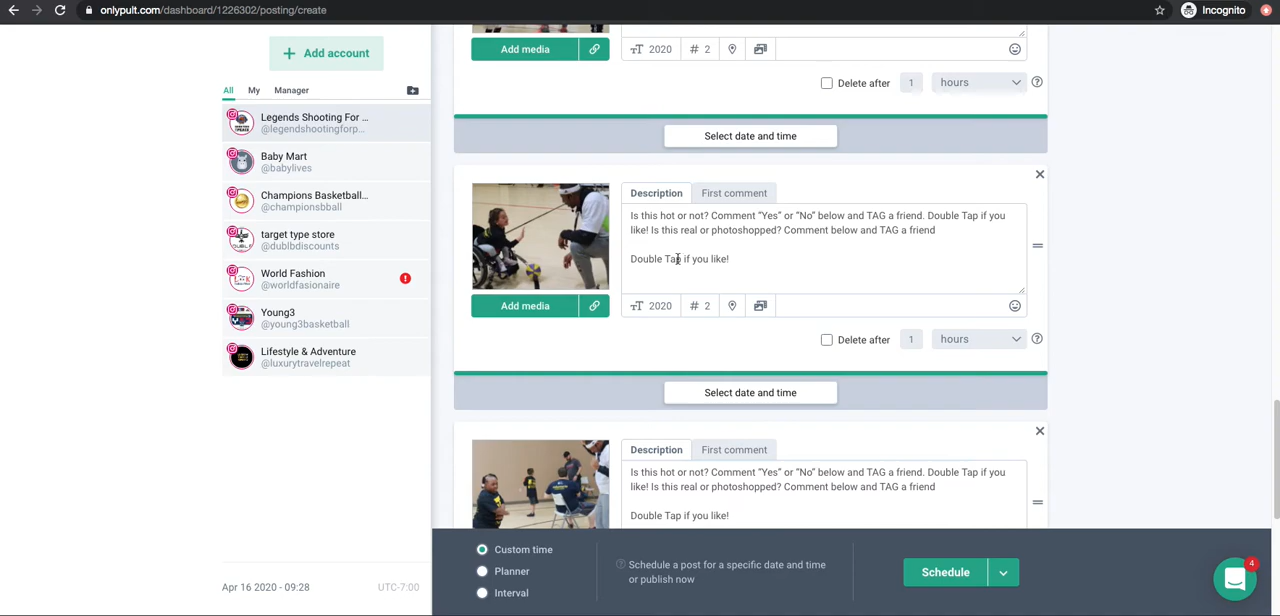 onlypult.com/dashboard/1226302/posting/create
Incognito
Add account
All My Manager
Legends Shooting For ...
@legendshootingforp...
Baby Mart
@babylives
Champions Basketball...
@championsbball
target type store
@dublbdiscounts
World Fashion
@worldfasionaire
Young3
@young3basketball
Lifestyle & Adventure
@luxurytravelrepeat
Apr 16 2020 - 09:28 UTC-7:00
Add media
2020 # 2
Delete after 1 hours
Select date and time
Description First comment
Is this hot or not? Comment “Yes” or “No” below and TAG a friend. Double Tap if you
like! Is this real or photoshopped? Comment below and TAG a friend
Double Tap if you like!
Add media
2020 # 2
Delete after 1 hours
Select date and time
Description First comment
Is this hot or not? Comment “Yes” or “No” below and TAG a friend. Double Tap if you
like! Is this real or photoshopped? Comment below and TAG a friend
Double Tap if you like!
Custom time
Planner
Interval
Schedule a post for a specific date and time
or publish now
Schedule
4